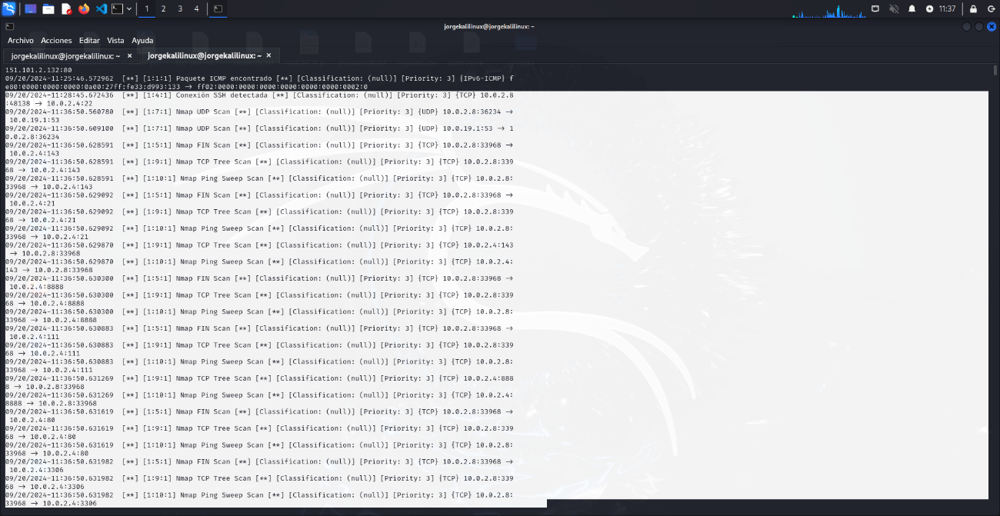 1 2 3 4
11:37
jorgekalilinux@jorgekalilinux: ~
Archivo Acciones Editar Vista Ayuda
jorgekalilinux@jorgekalilinux: ~ × jorgekalilinux@jorgekalilinux: ~ ×
151.101.2.132:80
09/20/2024-11:25:46.572962 [**] [1:1:1] Paquete ICMP encontrado [**] [Classification: (null)] [Priority: 3] {IPv6-ICMP} f
e80:0000:0000:0000:0a00:27ff:fe33:d993:133 → ff02:0000:0000:0000:0000:0000:0000:0002:0
09/20/2024-11:28:45.672436 [**] [1:4:1] Conexión SSH detectada [**] [Classification: (null)] [Priority: 3] {TCP} 10.0.2.8
:48138 → 10.0.2.4:22
09/20/2024-11:36:50.560780 [**] [1:7:1] Nmap UDP Scan [**] [Classification: (null)] [Priority: 3] {UDP} 10.0.2.8:36234 →
10.0.19.1:53
09/20/2024-11:36:50.609100 [**] [1:7:1] Nmap UDP Scan [**] [Classification: (null)] [Priority: 3] {UDP} 10.0.19.1:53 → 1
0.0.2.8:36234
09/20/2024-11:36:50.628591 [**] [1:5:1] Nmap FIN Scan [**] [Classification: (null)] [Priority: 3] {TCP} 10.0.2.8:33968 →
10.0.2.4:143
09/20/2024-11:36:50.628591 [**] [1:9:1] Nmap TCP Tree Scan [**] [Classification: (null)] [Priority: 3] {TCP} 10.0.2.8:339
68 → 10.0.2.4:143
09/20/2024-11:36:50.628591 [**] [1:10:1] Nmap Ping Sweep Scan [**] [Classification: (null)] [Priority: 3] {TCP} 10.0.2.8:
33968 → 10.0.2.4:143
09/20/2024-11:36:50.629092 [**] [1:5:1] Nmap FIN Scan [**] [Classification: (null)] [Priority: 3] {TCP} 10.0.2.8:33968 →
10.0.2.4:21
09/20/2024-11:36:50.629092 [**] [1:9:1] Nmap TCP Tree Scan [**] [Classification: (null)] [Priority: 3] {TCP} 10.0.2.8:339
68 → 10.0.2.4:21
09/20/2024-11:36:50.629092 [**] [1:10:1] Nmap Ping Sweep Scan [**] [Classification: (null)] [Priority: 3] {TCP} 10.0.2.8:
33968 → 10.0.2.4:21
09/20/2024-11:36:50.629870 [**] [1:9:1] Nmap TCP Tree Scan [**] [Classification: (null)] [Priority: 3] {TCP} 10.0.2.4:143
→ 10.0.2.8:33968
09/20/2024-11:36:50.629870 [**] [1:10:1] Nmap Ping Sweep Scan [**] [Classification: (null)] [Priority: 3] {TCP} 10.0.2.4:
143 → 10.0.2.8:33968
09/20/2024-11:36:50.630300 [**] [1:5:1] Nmap FIN Scan [**] [Classification: (null)] [Priority: 3] {TCP} 10.0.2.8:33968 →
10.0.2.4:8888
09/20/2024-11:36:50.630300 [**] [1:9:1] Nmap TCP Tree Scan [**] [Classification: (null)] [Priority: 3] {TCP} 10.0.2.8:339
68 → 10.0.2.4:8888
09/20/2024-11:36:50.630300 [**] [1:10:1] Nmap Ping Sweep Scan [**] [Classification: (null)] [Priority: 3] {TCP} 10.0.2.8:
33968 → 10.0.2.4:8888
09/20/2024-11:36:50.630883 [**] [1:5:1] Nmap FIN Scan [**] [Classification: (null)] [Priority: 3] {TCP} 10.0.2.8:33968 →
10.0.2.4:111
09/20/2024-11:36:50.630883 [**] [1:9:1] Nmap TCP Tree Scan [**] [Classification: (null)] [Priority: 3] {TCP} 10.0.2.8:339
68 → 10.0.2.4:111
09/20/2024-11:36:50.630883 [**] [1:10:1] Nmap Ping Sweep Scan [**] [Classification: (null)] [Priority: 3] {TCP} 10.0.2.8:
33968 → 10.0.2.4:111
09/20/2024-11:36:50.631269 [**] [1:9:1] Nmap TCP Tree Scan [**] [Classification: (null)] [Priority: 3] {TCP} 10.0.2.4:888
8 → 10.0.2.8:33968
09/20/2024-11:36:50.631269 [**] [1:10:1] Nmap Ping Sweep Scan [**] [Classification: (null)] [Priority: 3] {TCP} 10.0.2.4:
8888 → 10.0.2.8:33968
09/20/2024-11:36:50.631619 [**] [1:5:1] Nmap FIN Scan [**] [Classification: (null)] [Priority: 3] {TCP} 10.0.2.8:33968 →
10.0.2.4:80
09/20/2024-11:36:50.631619 [**] [1:9:1] Nmap TCP Tree Scan [**] [Classification: (null)] [Priority: 3] {TCP} 10.0.2.8:339
68 → 10.0.2.4:80
09/20/2024-11:36:50.631619 [**] [1:10:1] Nmap Ping Sweep Scan [**] [Classification: (null)] [Priority: 3] {TCP} 10.0.2.8:
33968 → 10.0.2.4:80
09/20/2024-11:36:50.631982 [**] [1:5:1] Nmap FIN Scan [**] [Classification: (null)] [Priority: 3] {TCP} 10.0.2.8:33968 →
10.0.2.4:3306
09/20/2024-11:36:50.631982 [**] [1:9:1] Nmap TCP Tree Scan [**] [Classification: (null)] [Priority: 3] {TCP} 10.0.2.8:339
68 → 10.0.2.4:3306
09/20/2024-11:36:50.631982 [**] [1:10:1] Nmap Ping Sweep Scan [**] [Classification: (null)] [Priority: 3] {TCP} 10.0.2.8:
33968 → 10.0.2.4:3306